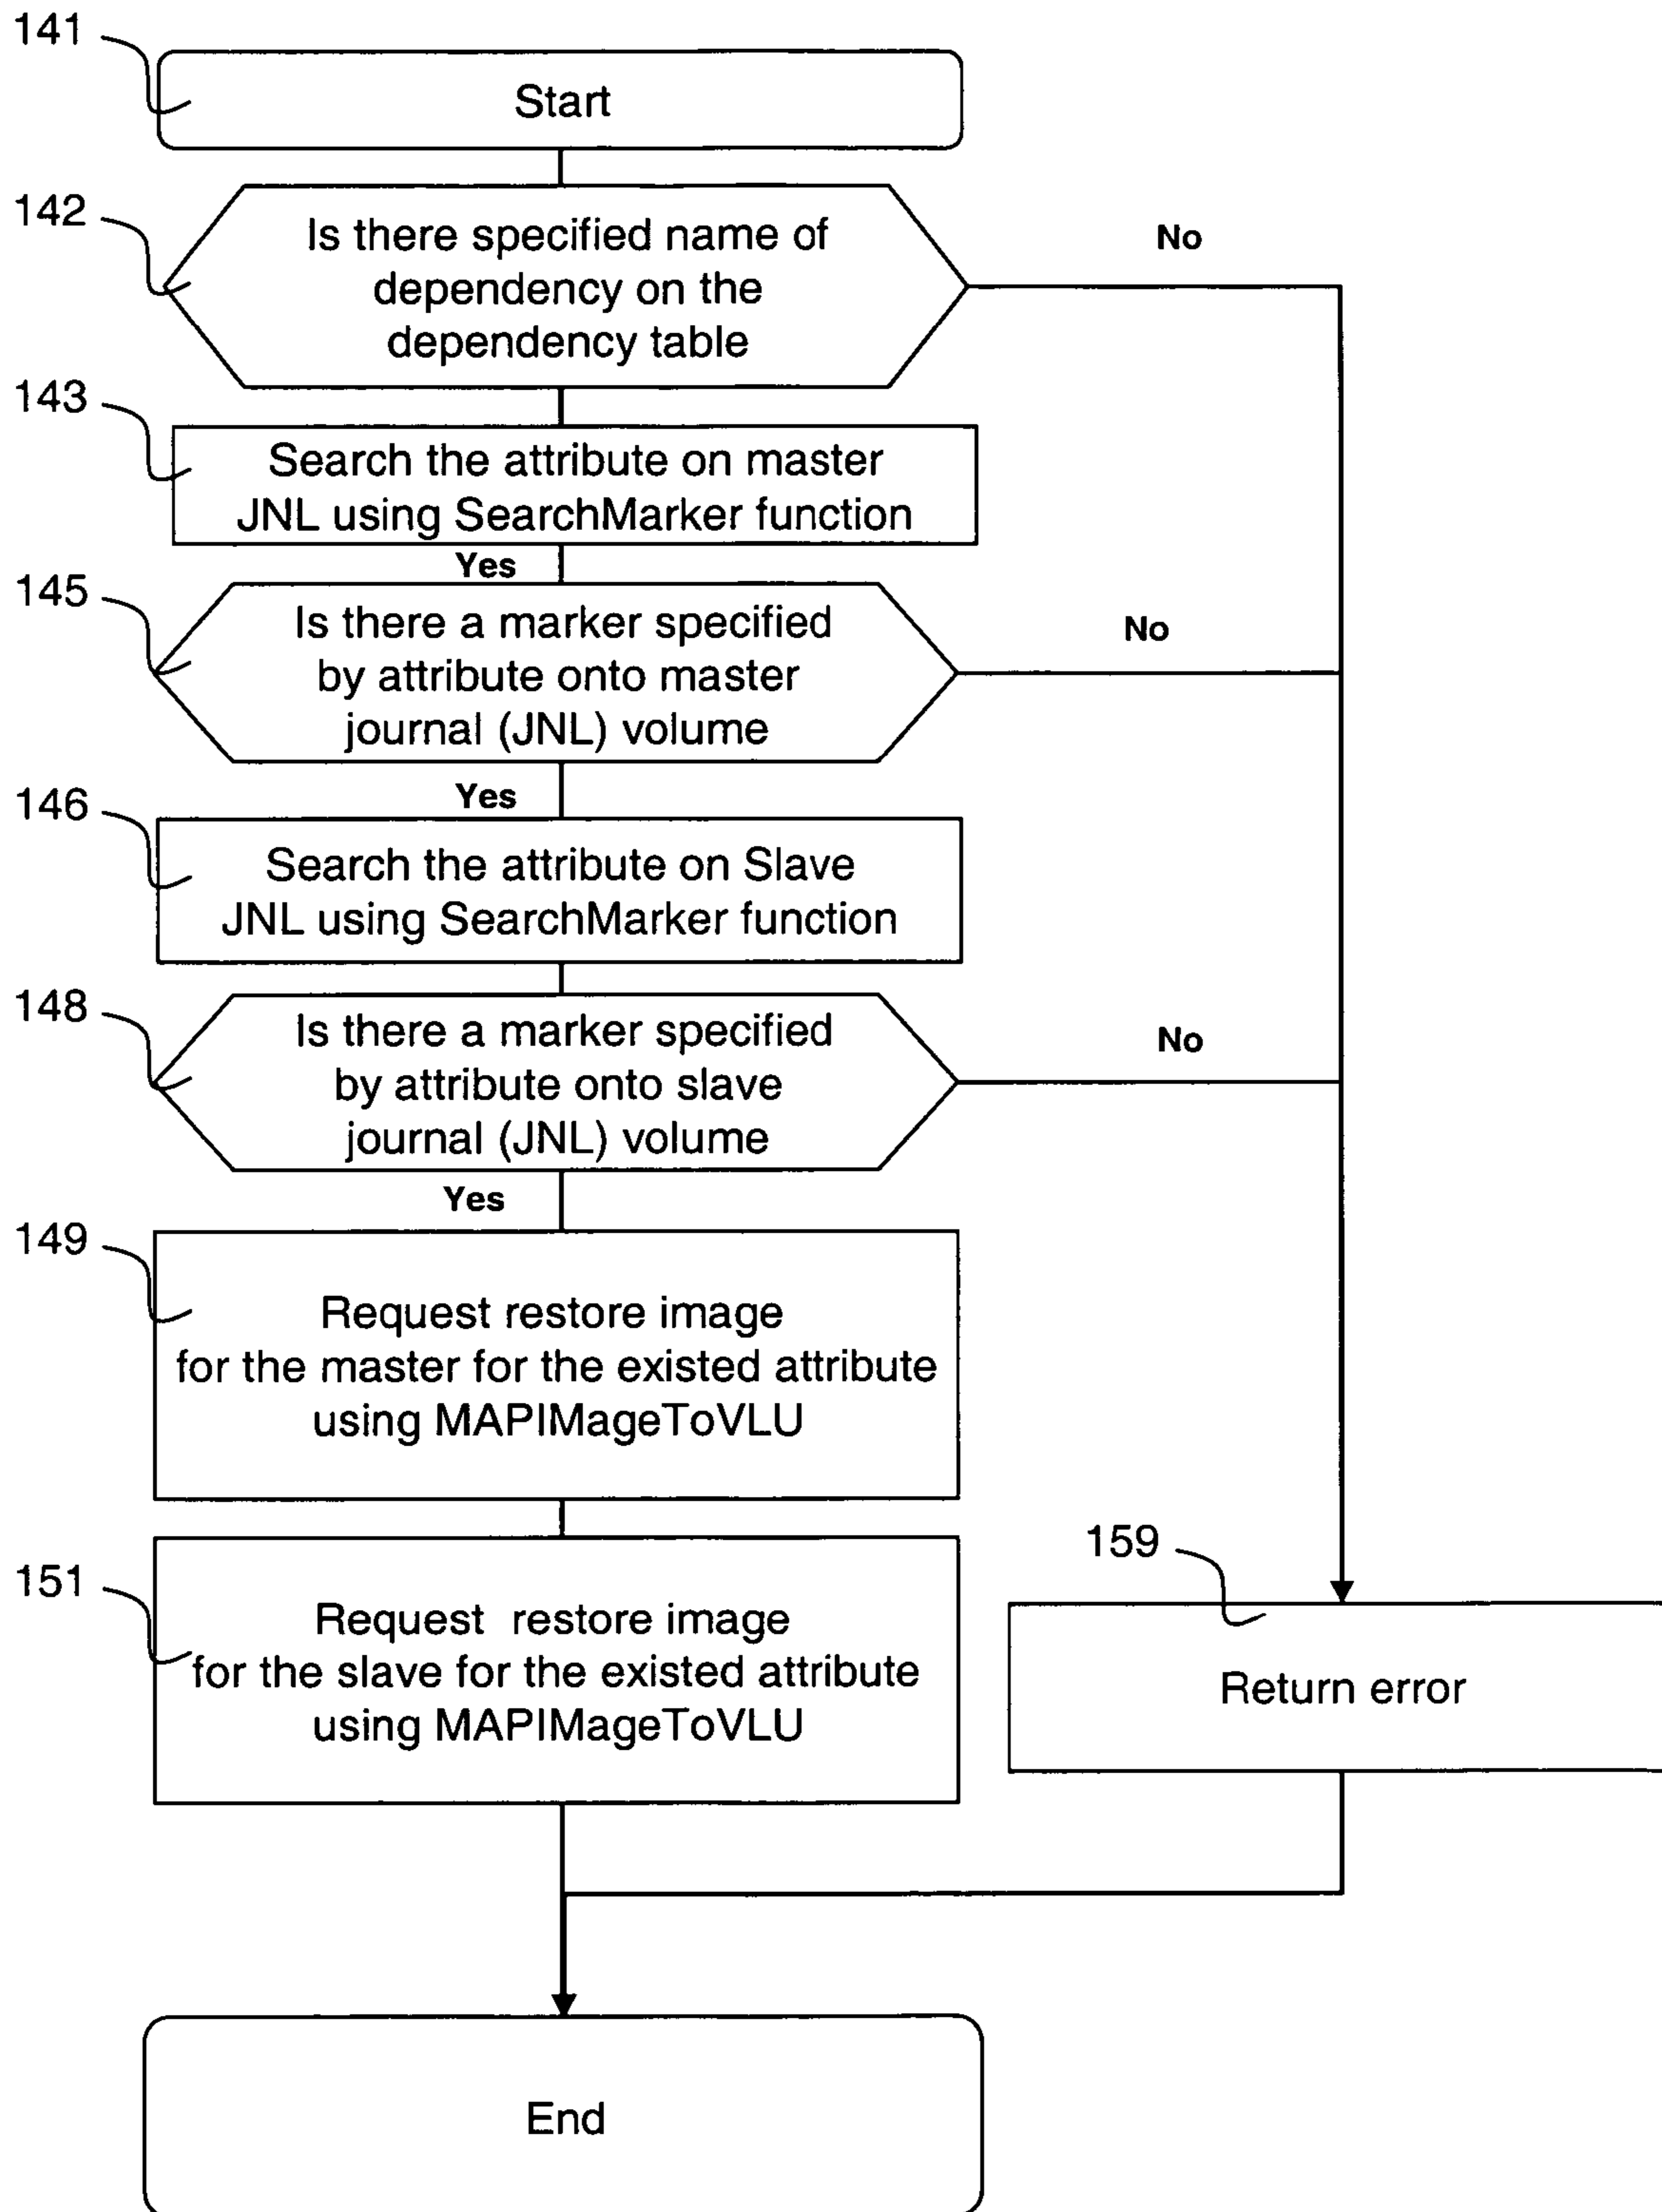 141
Start
142
Is there specified name of
dependency on the
dependency table
No
143
Search the attribute on master
JNL using SearchMarker function
Yes
145
Is there a marker specified
by attribute onto master
journal (JNL) volume
No
Yes
146
Search the attribute on Slave
JNL using SearchMarker function
148
Is there a marker specified
by attribute onto slave
journal (JNL) volume
No
Yes
149
Request restore image
for the master for the existed attribute
using MAPIMageToVLU
151
Request restore image
for the slave for the existed attribute
using MAPIMageToVLU
159
Return error
End